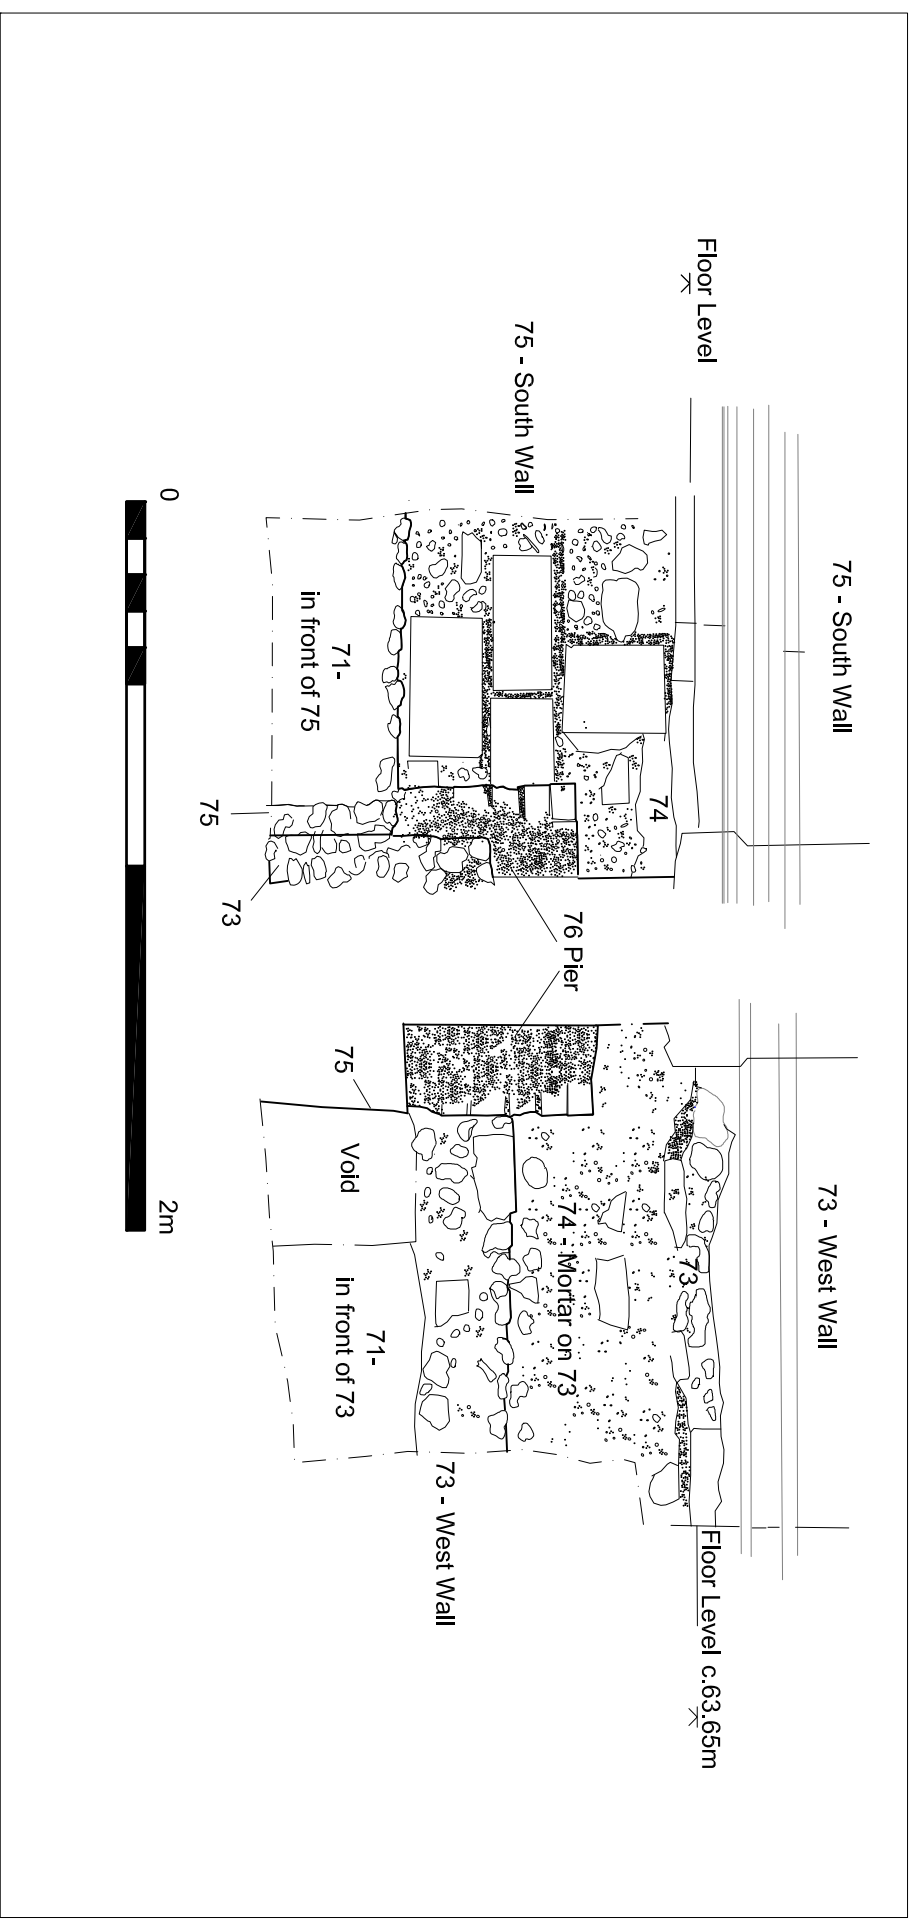 75 - South Wall
73 - West Wall
Floor Level
Floor Level c.63.65m
74
73
76 Pier
74 - Mortar on 73
75 - South Wall
73 - West Wall
71-
in front of 75
75
73
75
Void
71-
in front of 73
0
2m